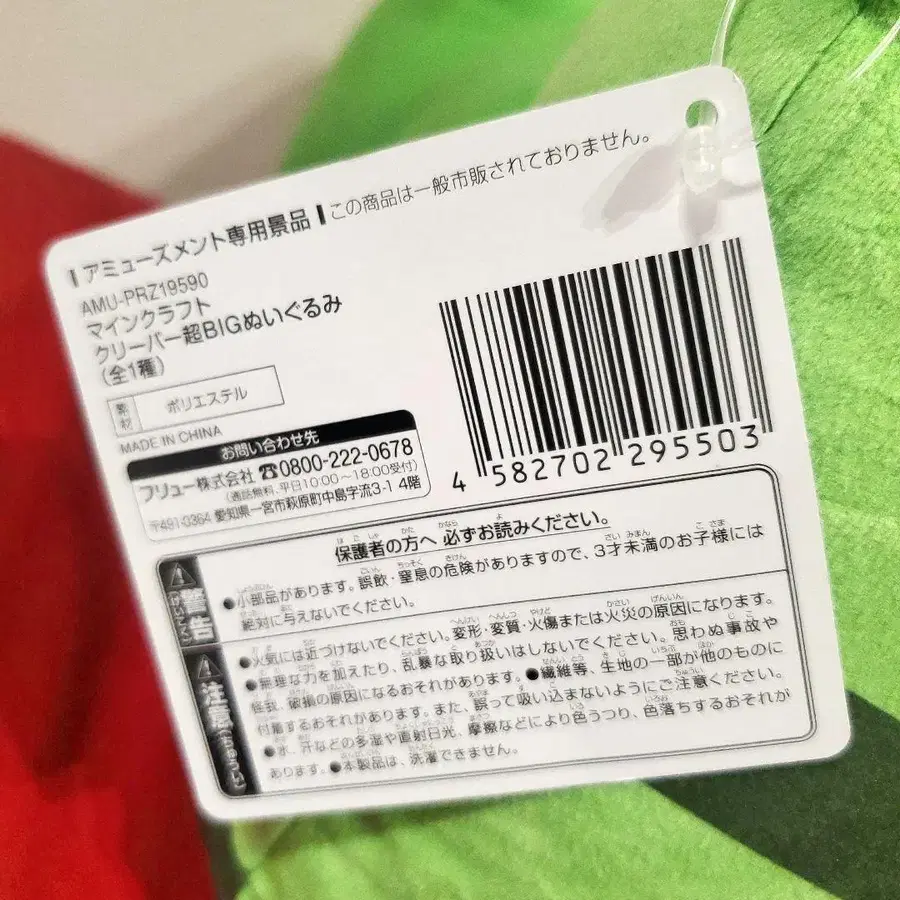 アミューズメント専用景品 この商品は一般市販されておりません。
AMU-PRZ19590
マインクラフト
クリーパー超BIGぬいぐるみ
(全1種)
素材 ポリエステル
MADE IN CHINA
お問い合わせ先
フリュー株式会社 ☎0800-222-0678
(通話無料、平日10:00～18:00受付)
〒491-0364 愛知県一宮市萩原町中島字流3-1 4階
4 582702 295503
保護者の方へ 必ずお読みください。
警告
●小部品があります。誤飲・窒息の危険がありますので、3才未満のお子様には
絶対に与えないでください。
注意(ちゅうい)
●火気には近づけないでください。変形・変質・火傷または火災の原因になります。
●無理な力を加えたり、乱暴な取り扱いはしないでください。思わぬ事故や
怪我、破損の原因になるおそれがあります。●繊維等、生地の一部が他のものに
付着するおそれがあります。また、誤って吸い込まないようにご注意ください。
●水、汗などの多湿や直射日光、摩擦などにより色うつり、色落ちするおそれが
あります。●本製品は、洗濯できません。